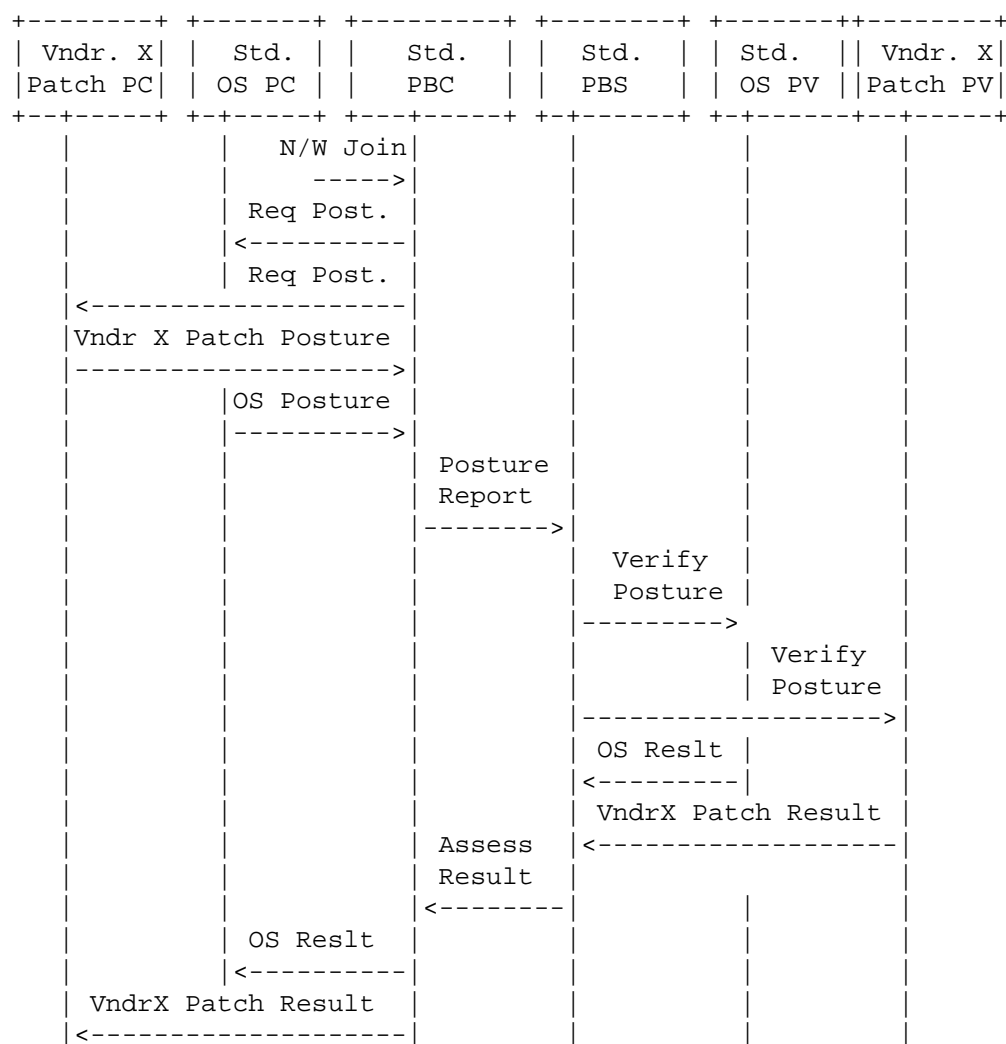 Vndr. X Std. Std. Std. Std. Vndr. X
Patch PC OS PC PBC PBS OS PV Patch PV
N/W Join
Req Post.
Req Post.
Vndr X Patch Posture
OS Posture
Posture
Report
Verify
Posture
Verify
Posture
OS Reslt
VndrX Patch Result
Assess
Result
OS Reslt
VndrX Patch Result